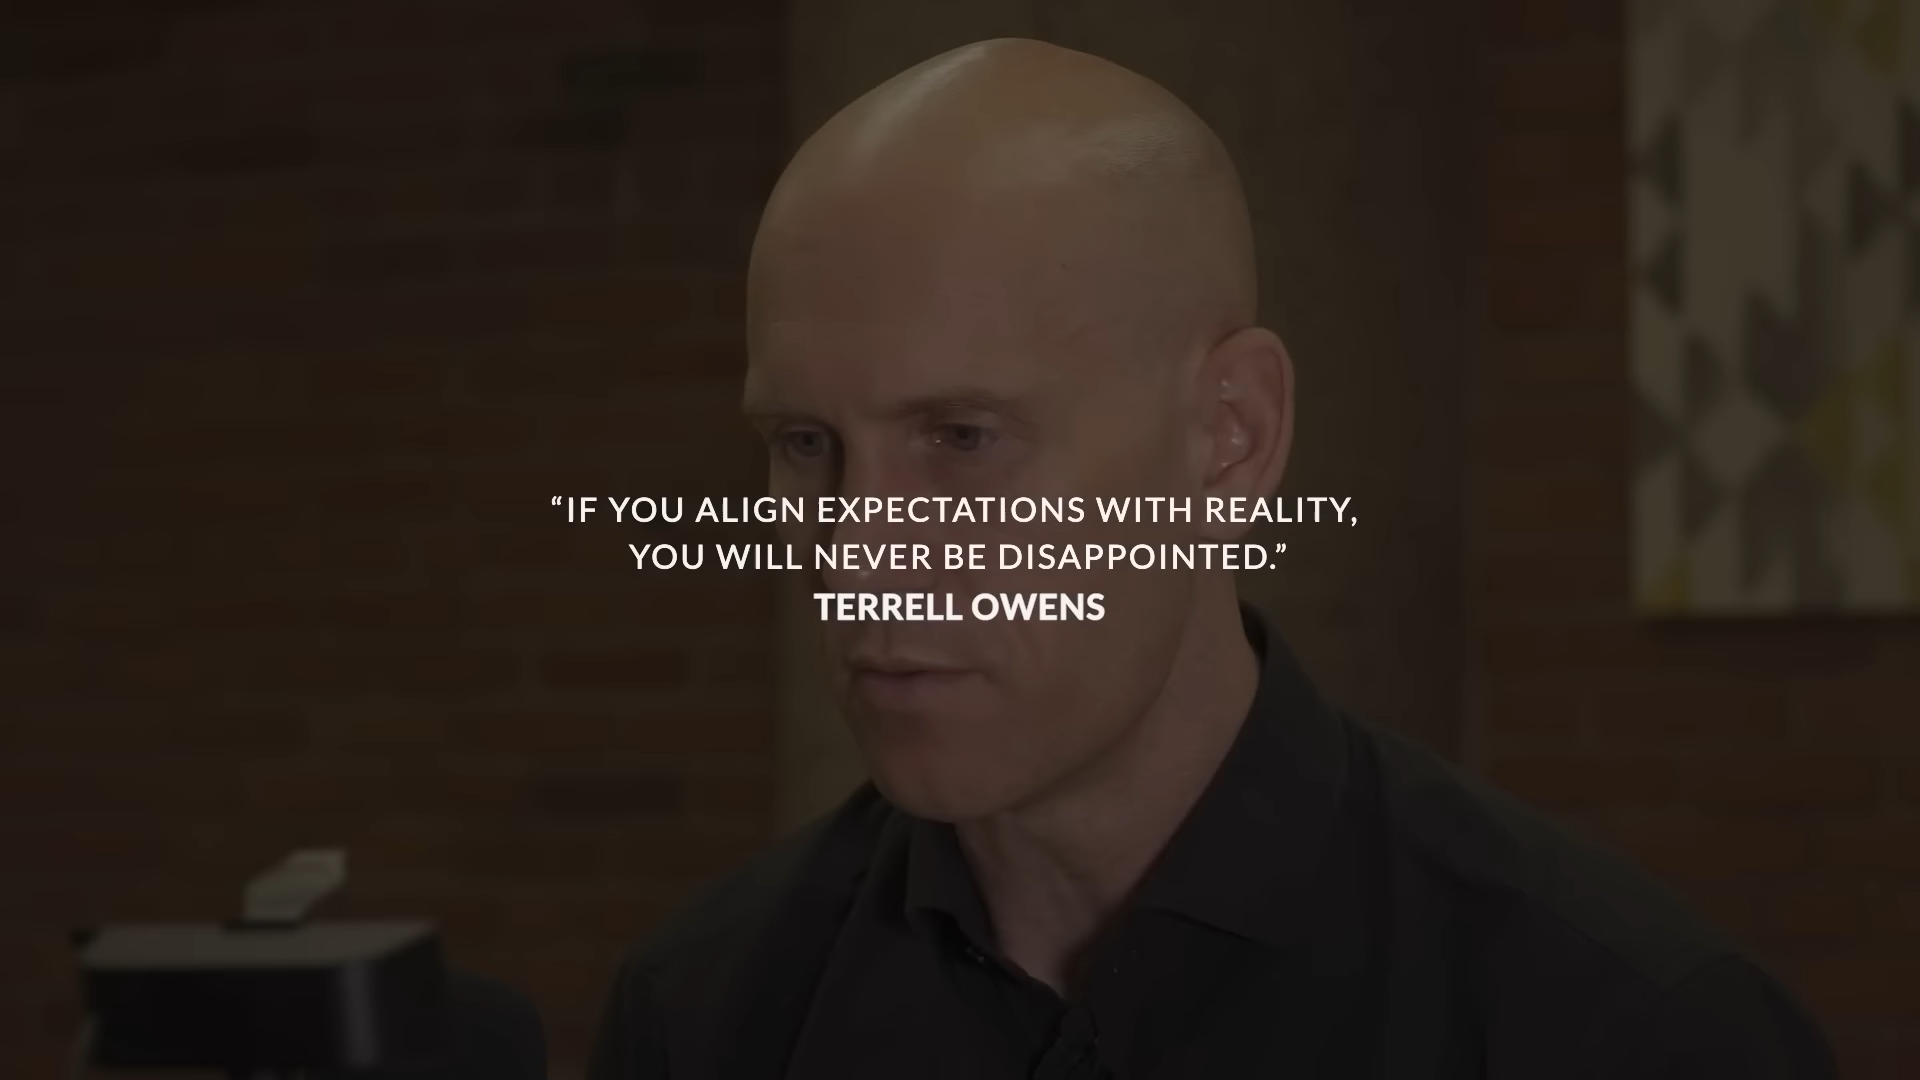 “IF YOU ALIGN EXPECTATIONS WITH REALITY,
YOU WILL NEVER BE DISAPPOINTED.”
TERRELL OWENS